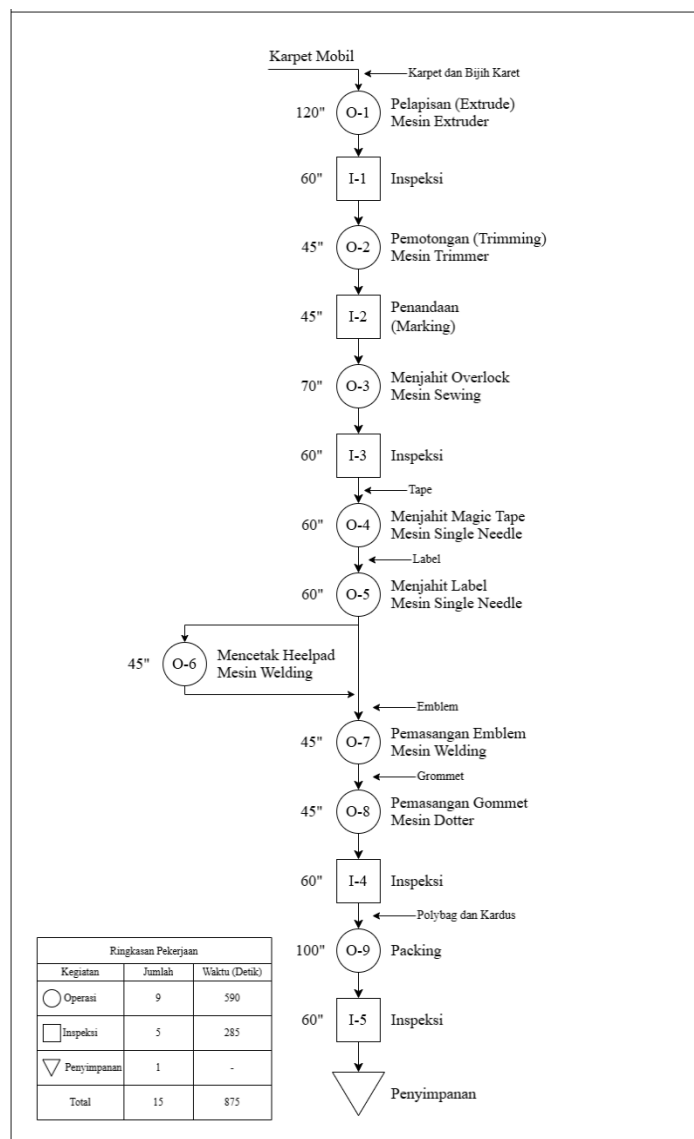 Karpet Mobil
Karpet dan Bijih Karet
120"
O-1
Pelapisan (Extrude)
Mesin Extruder
60"
I-1
Inspeksi
45"
O-2
Pemotongan (Trimming)
Mesin Trimmer
45"
I-2
Penandaan
(Marking)
70"
O-3
Menjahit Overlock
Mesin Sewing
60"
I-3
Inspeksi
Tape
60"
O-4
Menjahit Magic Tape
Mesin Single Needle
Label
60"
O-5
Menjahit Label
Mesin Single Needle
45"
O-6
Mencetak Heelpad
Mesin Welding
Emblem
45"
O-7
Pemasangan Emblem
Mesin Welding
Grommet
45"
O-8
Pemasangan Gommet
Mesin Dotter
60"
I-4
Inspeksi
Polybag dan Kardus
100"
O-9
Packing
60"
I-5
Inspeksi
Penyimpanan
Ringkasan Pekerjaan
Kegiatan Jumlah Waktu (Detik)
Operasi 9 590
Inspeksi 5 285
Penyimpanan 1 -
Total 15 875